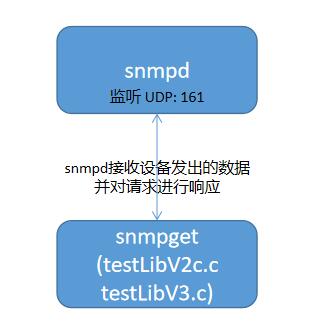 snmpd
监听 UDP: 161
snmpd接收设备发出的数据
并对请求进行响应
snmpget
(testLibV2c.c
testLibV3.c)